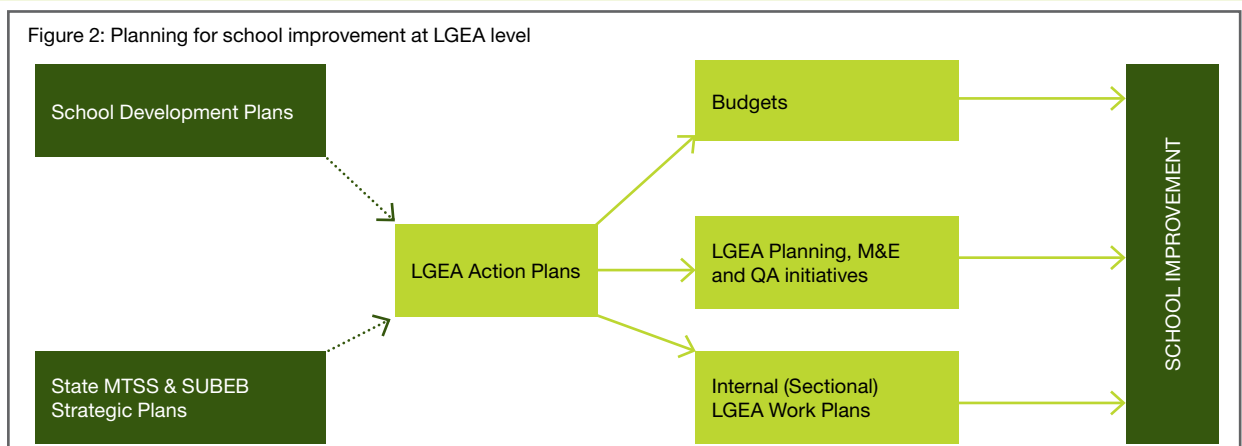 Figure 2: Planning for school improvement at LGEA level
School Development Plans
State MTSS & SUBEB
Strategic Plans
LGEA Action Plans
Budgets
LGEA Planning, M&E
and QA initiatives
Internal (Sectional)
LGEA Work Plans
SCHOOL IMPROVEMENT